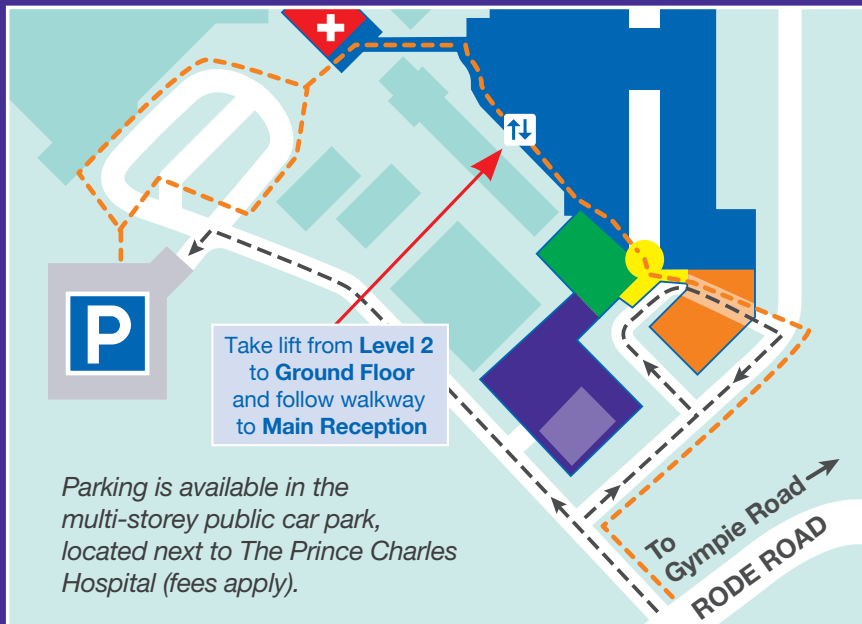 Take lift from Level 2
to Ground Floor
and follow walkway
to Main Reception
P
Parking is available in the
multi-storey public car park,
located next to The Prince Charles
Hospital (fees apply).
To
Gympie Road
RODE ROAD